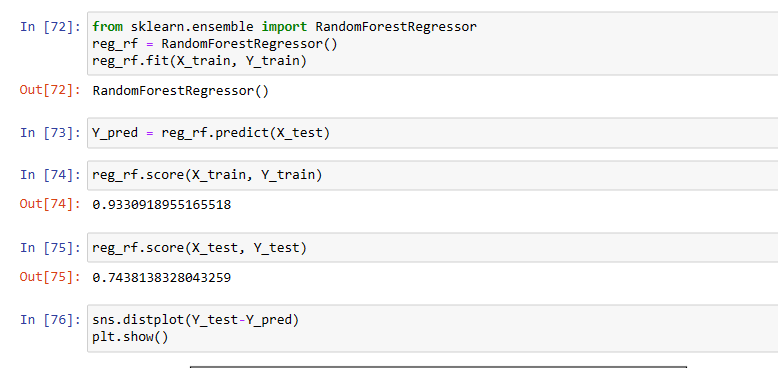 In [72]: from sklearn.ensemble import RandomForestRegressor
reg_rf = RandomForestRegressor()
reg_rf.fit(X_train, Y_train)
Out[72]: RandomForestRegressor()
In [73]: Y_pred = reg_rf.predict(X_test)
In [74]: reg_rf.score(X_train, Y_train)
Out[74]: 0.9330918955165518
In [75]: reg_rf.score(X_test, Y_test)
Out[75]: 0.7438138328043259
In [76]: sns.distplot(Y_test-Y_pred)
plt.show()